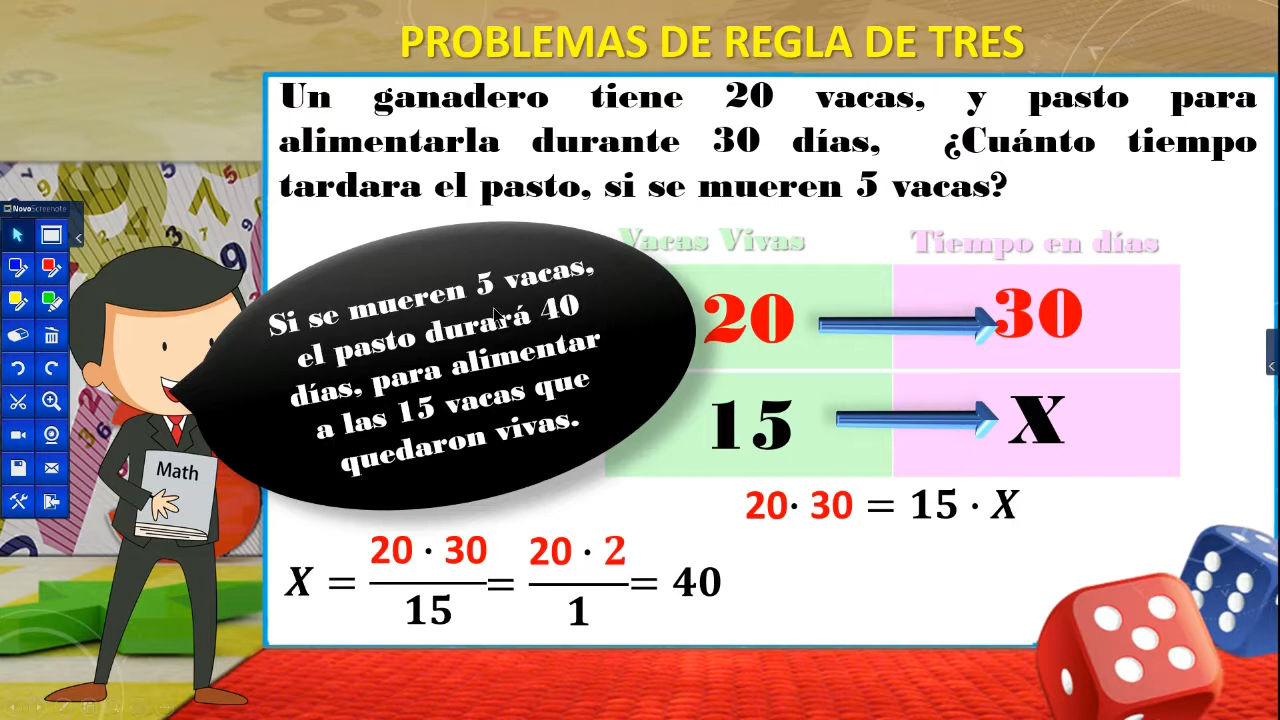 PROBLEMAS DE REGLA DE TRES
Un ganadero tiene 20 vacas, y pasto para
alimentarla durante 30 días, ¿Cuánto tiempo
tardara el pasto, si se mueren 5 vacas?
NovoScreenote
Vacas Vivas Tiempo en días
Si se mueren 5 vacas,
el pasto durará 40
días, para alimentar
a las 15 vacas que
quedaron vivas.
20 30
15 X
Math
20· 30 = 15 · X
X = 20 · 30 / 15 = 20 · 2 / 1 = 40